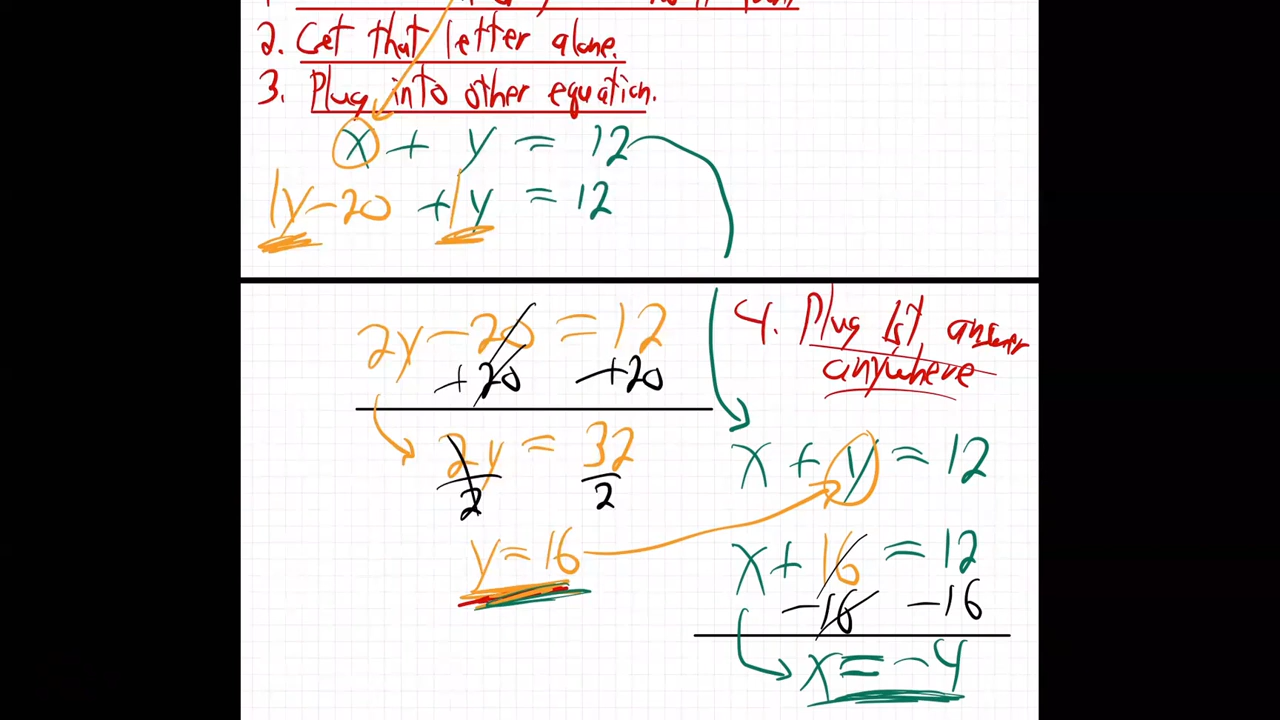 2. Get that letter alone.
3. Plug into other equation.
x + y = 12
1y - 20 + 1y = 12
2y - 20 = 12
+20 +20
2y = 32
2 2
y = 16
4. Plug 1st answer
anywhere
x + y = 12
x + 16 = 12
-16 -16
x = -4